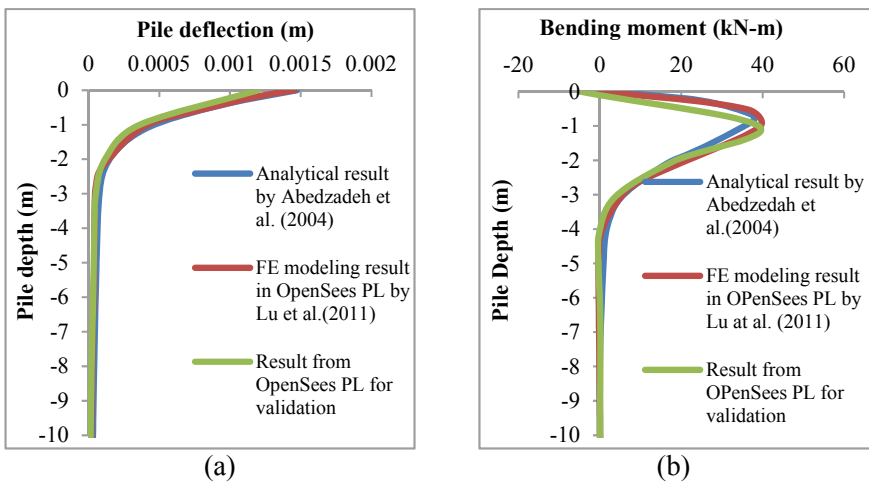 Pile deflection (m)
0 0.0005 0.001 0.0015 0.002
Pile depth (m)
0
-1
-2
-3
-4
-5
-6
-7
-8
-9
-10
Analytical result
by Abedzadeh et
al. (2004)
FE modeling result
in OpenSees PL by
Lu et al.(2011)
Result from
OpenSees PL for
validation
(a)
Bending moment (kN-m)
-20 0 20 40 60
Pile Depth (m)
0
-1
-2
-3
-4
-5
-6
-7
-8
-9
-10
Analytical result by
Abedzedah et
al.(2004)
FE modeling result
in OPenSees PL by
Lu at al. (2011)
Result from
OPenSees PL for
validation
(b)